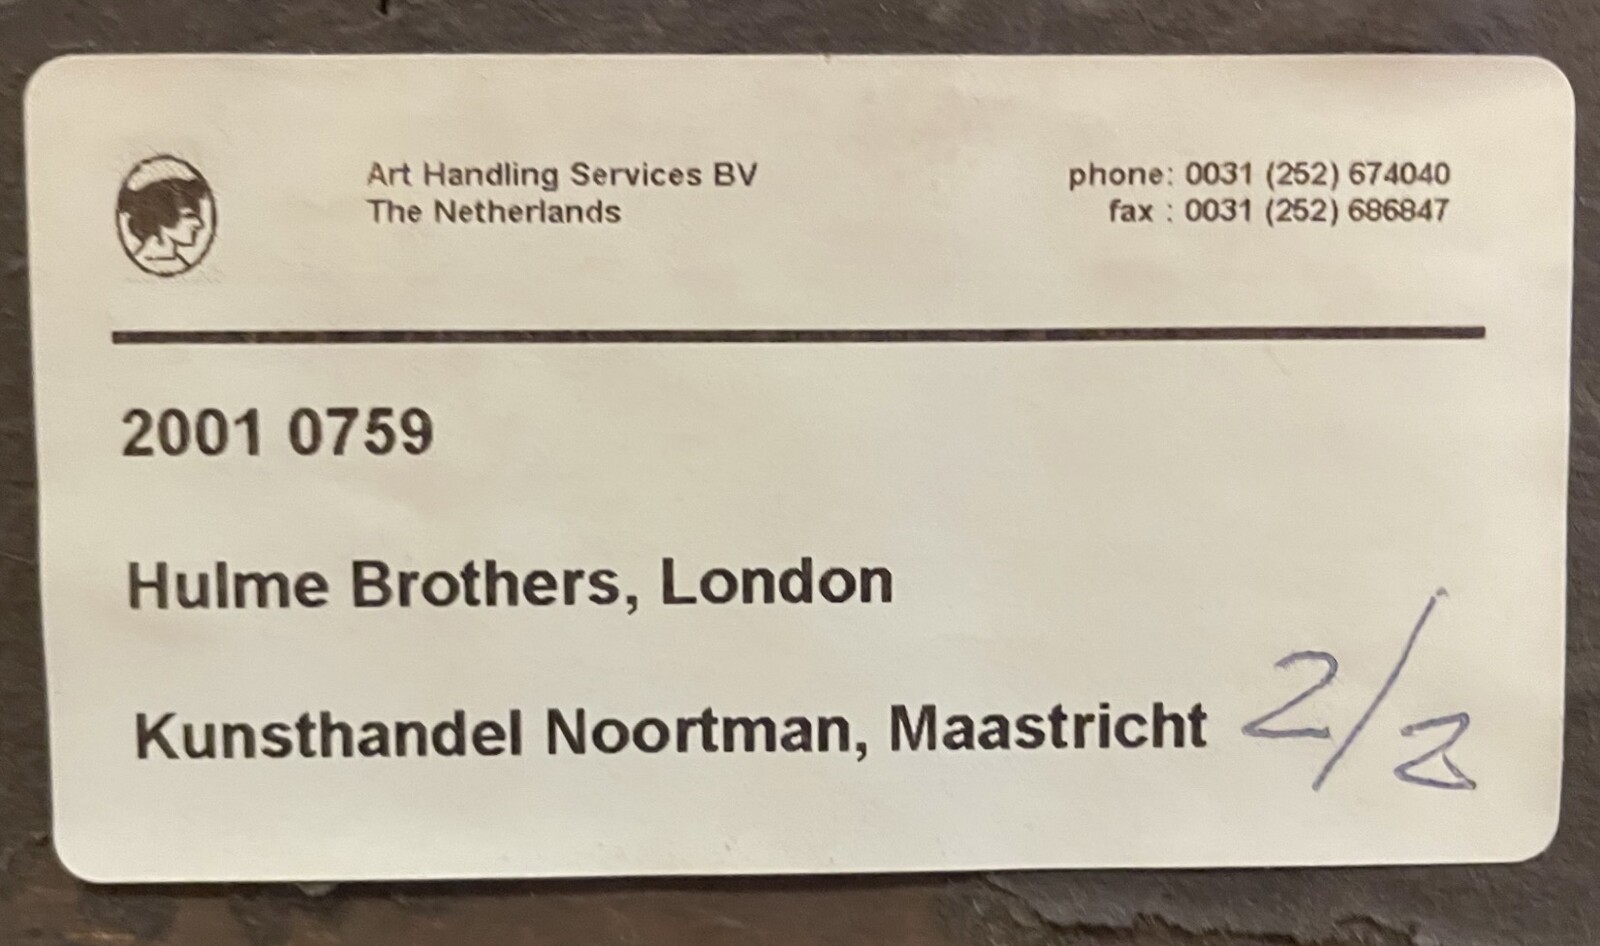 Art Handling Services BV
The Netherlands
phone: 0031 (252) 674040
fax : 0031 (252) 686847
2001 0759
Hulme Brothers, London
Kunsthandel Noortman, Maastricht 2/2